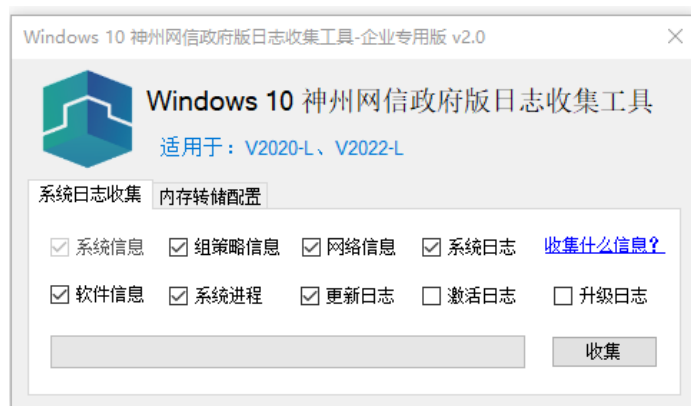 Windows 10 神州网信政府版日志收集工具-企业专用版 v2.0
Windows 10 神州网信政府版日志收集工具
适用于：V2020-L、V2022-L
系统日志收集 内存转储配置
系统信息 组策略信息 网络信息 系统日志 收集什么信息？
软件信息 系统进程 更新日志 激活日志 升级日志
收集